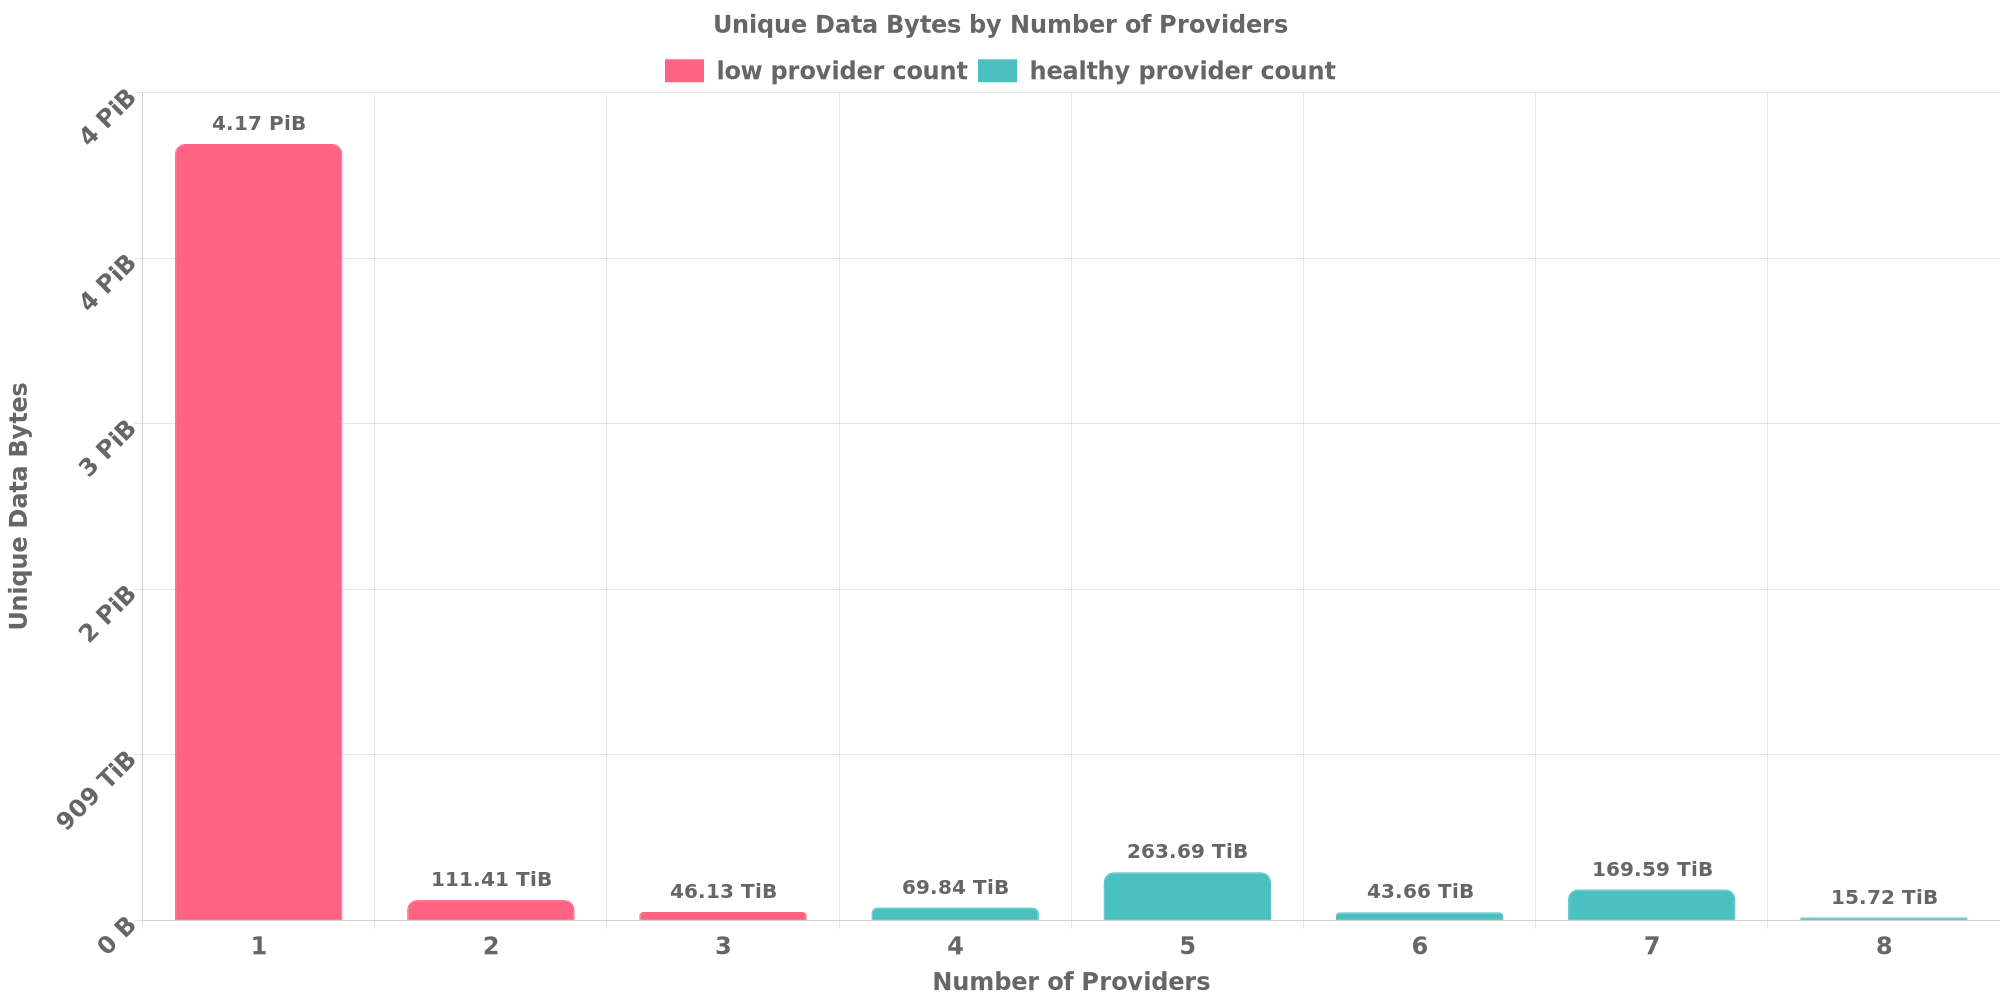 Unique Data Bytes by Number of Providers
low provider count healthy provider count
4 PiB
4 PiB
3 PiB
2 PiB
909 TiB
0 B
Unique Data Bytes
4.17 PiB
111.41 TiB
46.13 TiB
69.84 TiB
263.69 TiB
43.66 TiB
169.59 TiB
15.72 TiB
1 2 3 4 5 6 7 8
Number of Providers